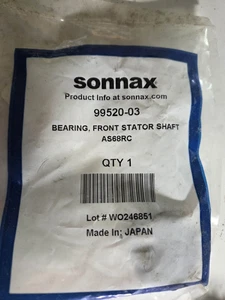 sonnax
Product Info at sonnax.com
99520-03
BEARING, FRONT STATOR SHAFT
AS68RC
QTY 1
Lot # WO246851
Made In; JAPAN